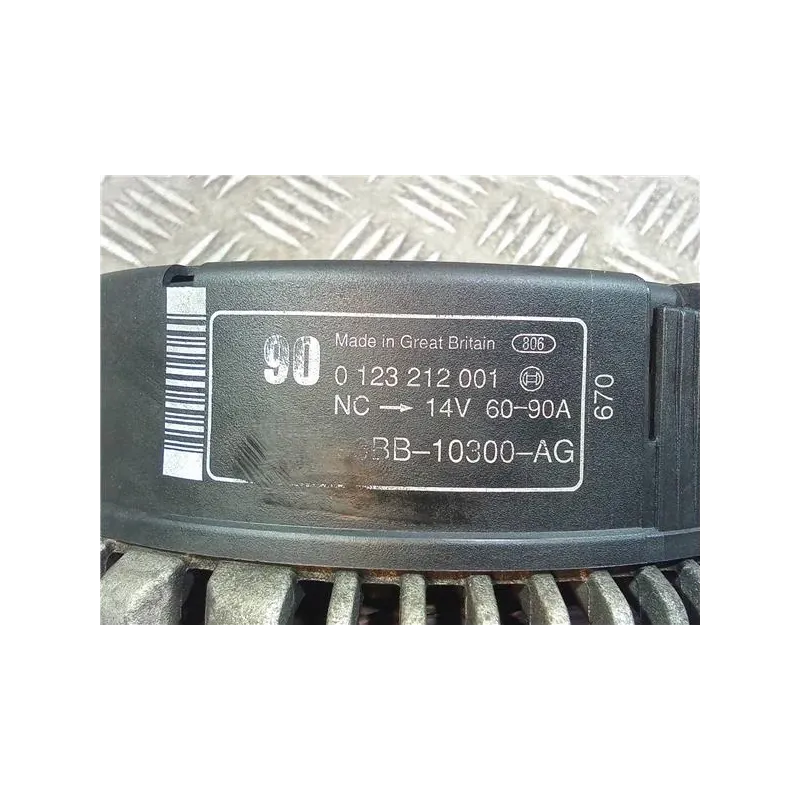 90 Made in Great Britain 806
0 123 212 001
NC → 14V 60-90A
BB-10300-AG
670